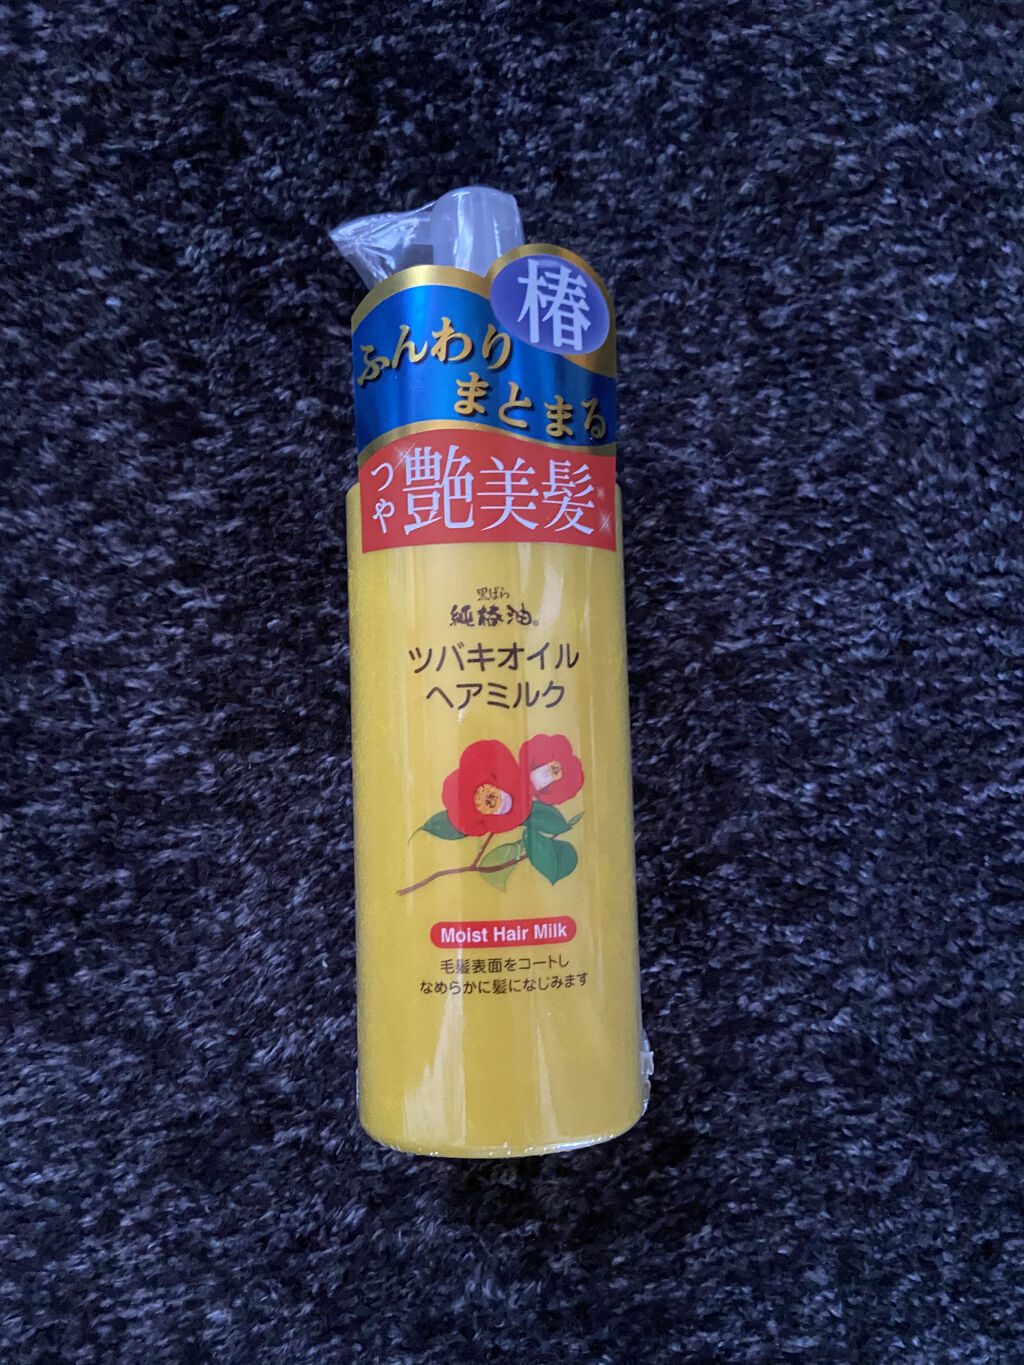 椿
ふんわり
まとまる
つや艶美髪
黒ばら
純椿油®
ツバキオイル
ヘアミルク
Moist Hair Milk
毛髪表面をコートし
なめらかに髪になじみます